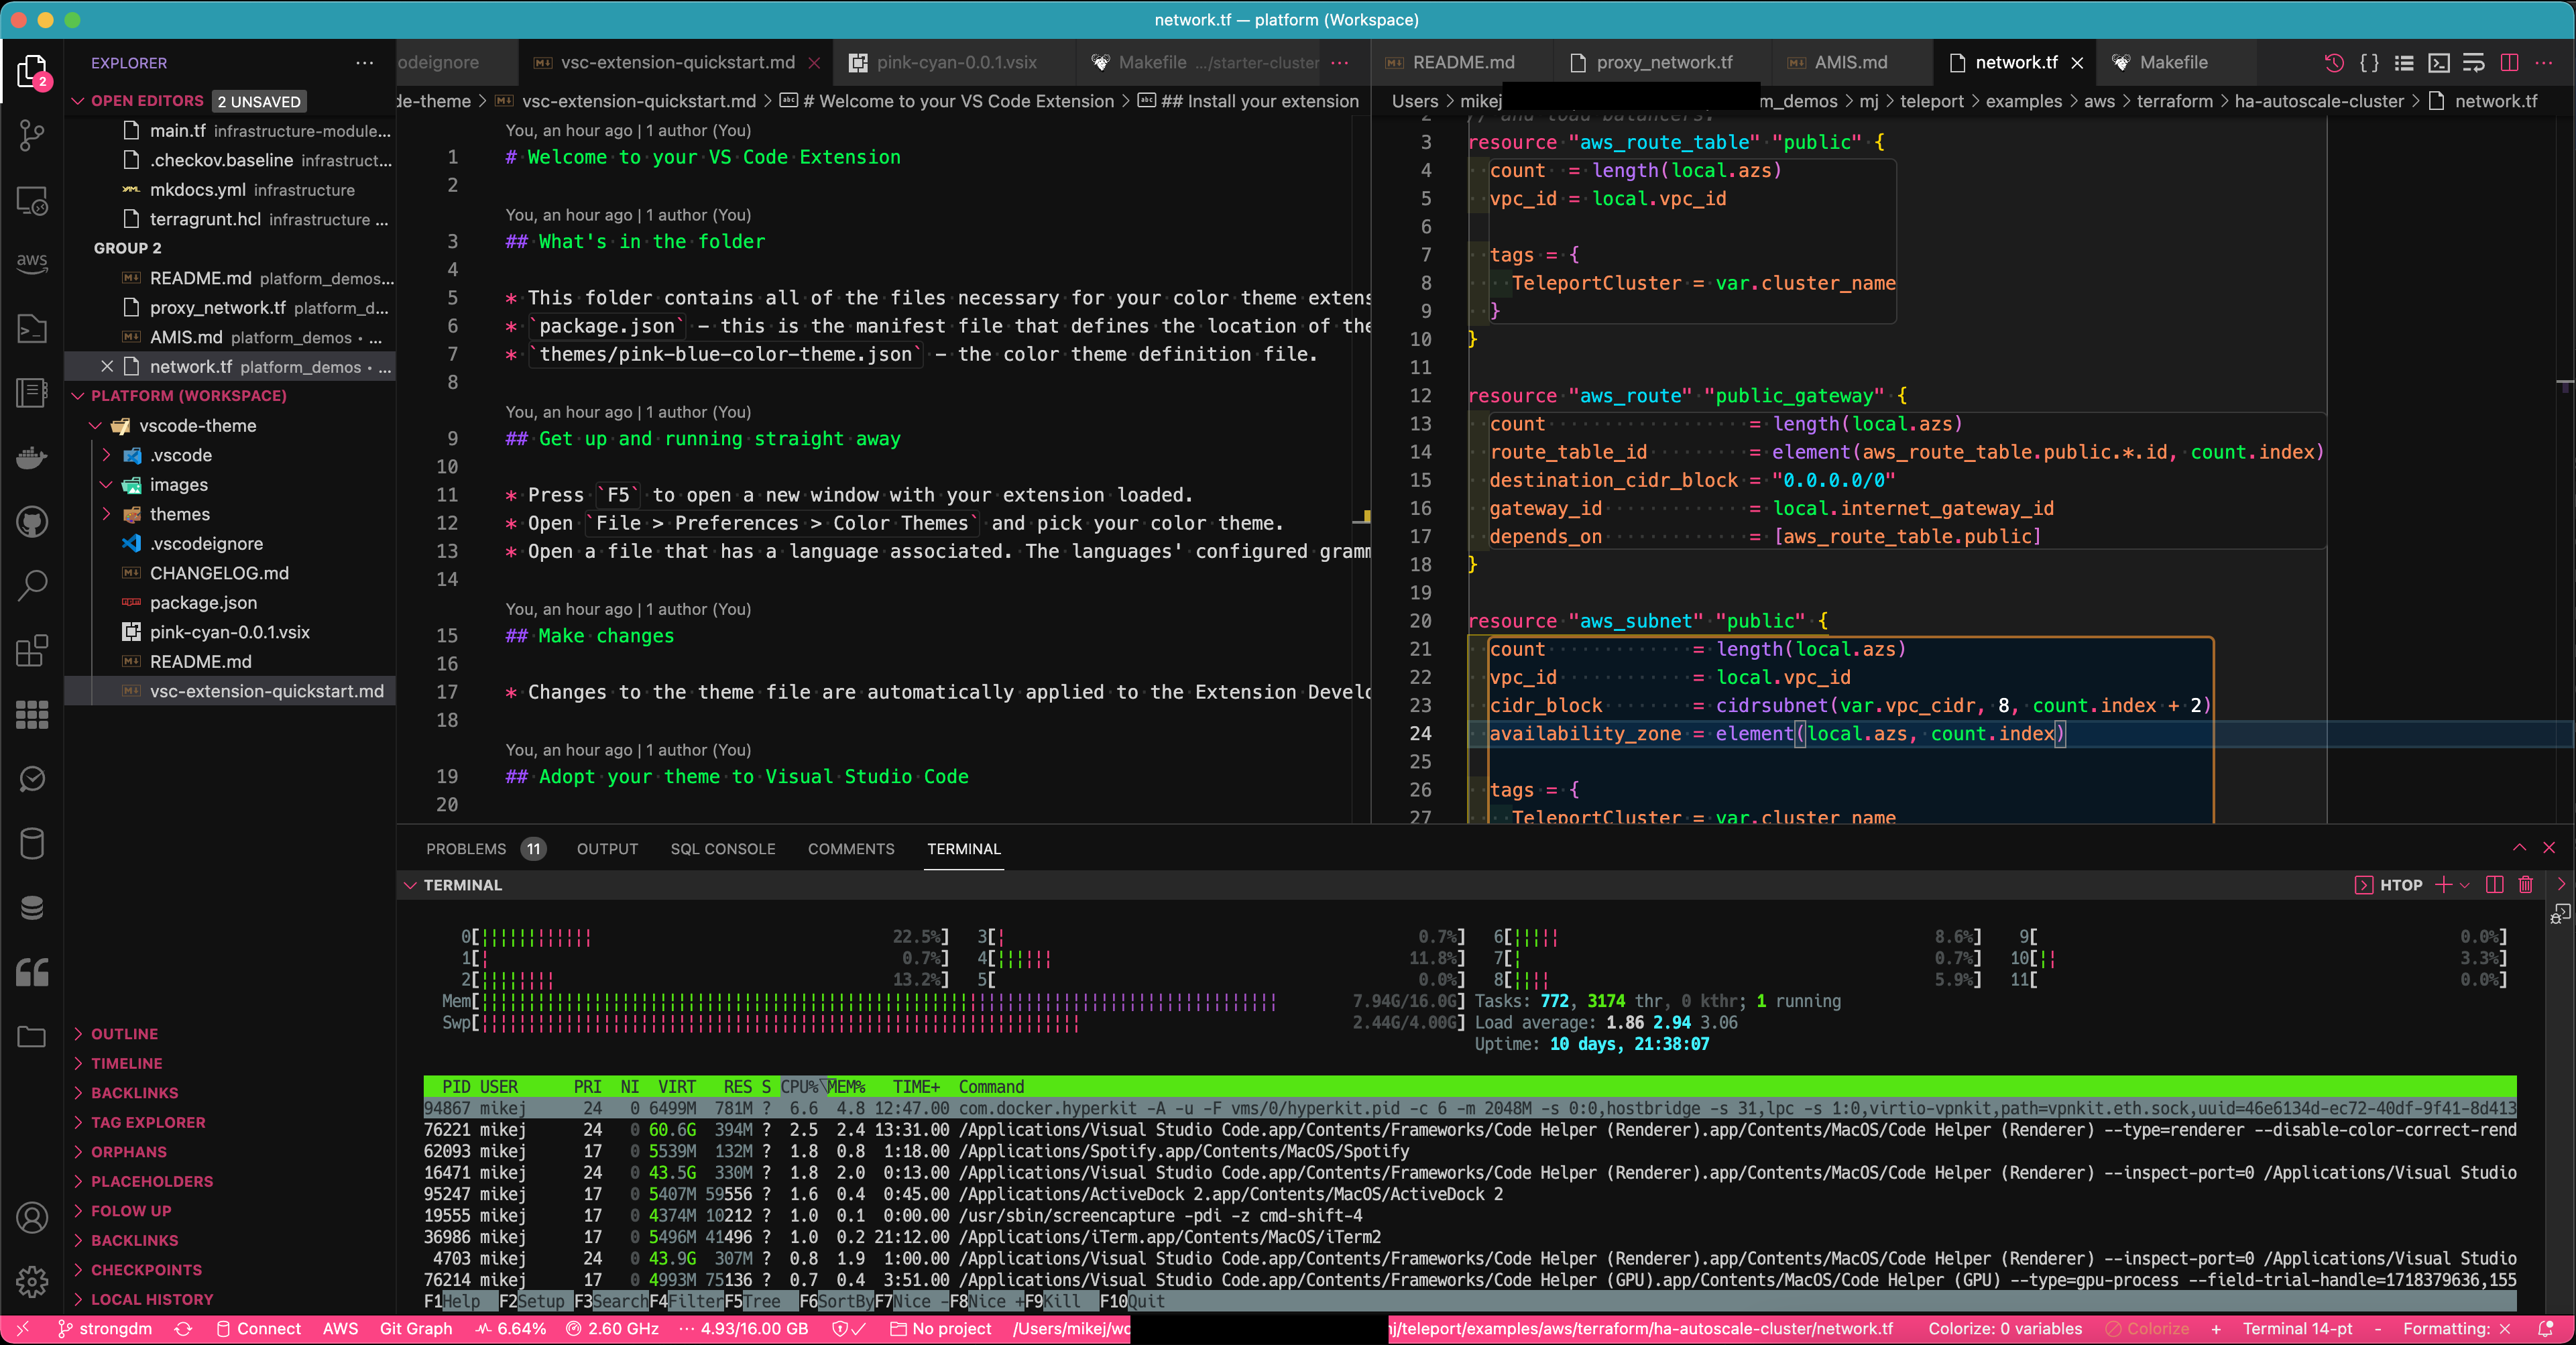 network.tf — platform (Workspace)
EXPLORER
OPEN EDITORS 2 UNSAVED
main.tf infrastructure-module...
.checkov.baseline infrastruct...
mkdocs.yml infrastructure
terragrunt.hcl infrastructure ...
GROUP 2
README.md platform_demos...
proxy_network.tf platform_d...
AMIS.md platform_demos • ...
network.tf platform_demos • ...
PLATFORM (WORKSPACE)
vscode-theme
.vscode
images
themes
.vscodeignore
CHANGELOG.md
package.json
pink-cyan-0.0.1.vsix
README.md
vsc-extension-quickstart.md
OUTLINE
TIMELINE
BACKLINKS
TAG EXPLORER
ORPHANS
PLACEHOLDERS
FOLOW UP
BACKLINKS
CHECKPOINTS
LOCAL HISTORY
2
aws
odeignore vsc-extension-quickstart.md pink-cyan-0.0.1.vsix Makefile .../starter-cluster ...
de-theme > vsc-extension-quickstart.md > # Welcome to your VS Code Extension > ## Install your extension
You, an hour ago | 1 author (You)
1 # Welcome to your VS Code Extension
2
You, an hour ago | 1 author (You)
3 ## What's in the folder
4
5 * This folder contains all of the files necessary for your color theme extens
6 * `package.json` - this is the manifest file that defines the location of the
7 * `themes/pink-blue-color-theme.json` - the color theme definition file.
8
You, an hour ago | 1 author (You)
9 ## Get up and running straight away
10
11 * Press `F5` to open a new window with your extension loaded.
12 * Open `File > Preferences > Color Themes` and pick your color theme.
13 * Open a file that has a language associated. The languages' configured gramm
14
You, an hour ago | 1 author (You)
15 ## Make changes
16
17 * Changes to the theme file are automatically applied to the Extension Develo
18
You, an hour ago | 1 author (You)
19 ## Adopt your theme to Visual Studio Code
20
README.md proxy_network.tf AMIS.md network.tf Makefile
Users > mikej m_demos > mj > teleport > examples > aws > terraform > ha-autoscale-cluster > network.tf
2 // and load balancers.
3 resource "aws_route_table" "public" {
4 count = length(local.azs)
5 vpc_id = local.vpc_id
6
7 tags = {
8 TeleportCluster = var.cluster_name
9 }
10 }
11
12 resource "aws_route" "public_gateway" {
13 count = length(local.azs)
14 route_table_id = element(aws_route_table.public.*.id, count.index)
15 destination_cidr_block = "0.0.0.0/0"
16 gateway_id = local.internet_gateway_id
17 depends_on = [aws_route_table.public]
18 }
19
20 resource "aws_subnet" "public" {
21 count = length(local.azs)
22 vpc_id = local.vpc_id
23 cidr_block = cidrsubnet(var.vpc_cidr, 8, count.index + 2)
24 availability_zone = element(local.azs, count.index)
25
26 tags = {
27 TeleportCluster = var.cluster_name
PROBLEMS 11 OUTPUT SQL CONSOLE COMMENTS TERMINAL
TERMINAL HTOP
0[ 22.5%] 3[ 0.7%] 6[ 8.6%] 9[ 0.0%]
1[ 0.7%] 4[ 11.8%] 7[ 0.7%] 10[ 3.3%]
2[ 13.2%] 5[ 0.0%] 8[ 5.9%] 11[ 0.0%]
Mem[ 7.94G/16.0G] Tasks: 772, 3174 thr, 0 kthr; 1 running
Swp[ 2.44G/4.00G] Load average: 1.86 2.94 3.06
Uptime: 10 days, 21:38:07
PID USER PRI NI VIRT RES S CPU%▽MEM% TIME+ Command
94867 mikej 24 0 6499M 781M ? 6.6 4.8 12:47.00 com.docker.hyperkit -A -u -F vms/0/hyperkit.pid -c 6 -m 2048M -s 0:0,hostbridge -s 31,lpc -s 1:0,virtio-vpnkit,path=vpnkit.eth.sock,uuid=46e6134d-ec72-40df-9f41-8d413
76221 mikej 24 0 60.6G 394M ? 2.5 2.4 13:31.00 /Applications/Visual Studio Code.app/Contents/Frameworks/Code Helper (Renderer).app/Contents/MacOS/Code Helper (Renderer) --type=renderer --disable-color-correct-rend
62093 mikej 17 0 5539M 132M ? 1.8 0.8 1:18.00 /Applications/Spotify.app/Contents/MacOS/Spotify
16471 mikej 24 0 43.5G 330M ? 1.8 2.0 0:13.00 /Applications/Visual Studio Code.app/Contents/Frameworks/Code Helper (Renderer).app/Contents/MacOS/Code Helper (Renderer) --inspect-port=0 /Applications/Visual Studio
95247 mikej 17 0 5407M 59556 ? 1.6 0.4 0:45.00 /Applications/ActiveDock 2.app/Contents/MacOS/ActiveDock 2
19555 mikej 17 0 4374M 10212 ? 1.0 0.1 0:00.00 /usr/sbin/screencapture -pdi -z cmd-shift-4
36986 mikej 17 0 5496M 41496 ? 1.0 0.2 21:12.00 /Applications/iTerm.app/Contents/MacOS/iTerm2
4703 mikej 24 0 43.9G 307M ? 0.8 1.9 1:00.00 /Applications/Visual Studio Code.app/Contents/Frameworks/Code Helper (Renderer).app/Contents/MacOS/Code Helper (Renderer) --inspect-port=0 /Applications/Visual Studio
76214 mikej 17 0 4993M 75136 ? 0.7 0.4 3:51.00 /Applications/Visual Studio Code.app/Contents/Frameworks/Code Helper (GPU).app/Contents/MacOS/Code Helper (GPU) --type=gpu-process --field-trial-handle=1718379636,155
F1Help F2Setup F3SearchF4FilterF5Tree F6SortByF7Nice -F8Nice +F9Kill F10Quit
strongdm Connect AWS Git Graph 6.64% 2.60 GHz 4.93/16.00 GB No project /Users/mikej/wo ıj/teleport/examples/aws/terraform/ha-autoscale-cluster/network.tf Colorize: 0 variables Colorize + Terminal 14-pt - Formatting: ×